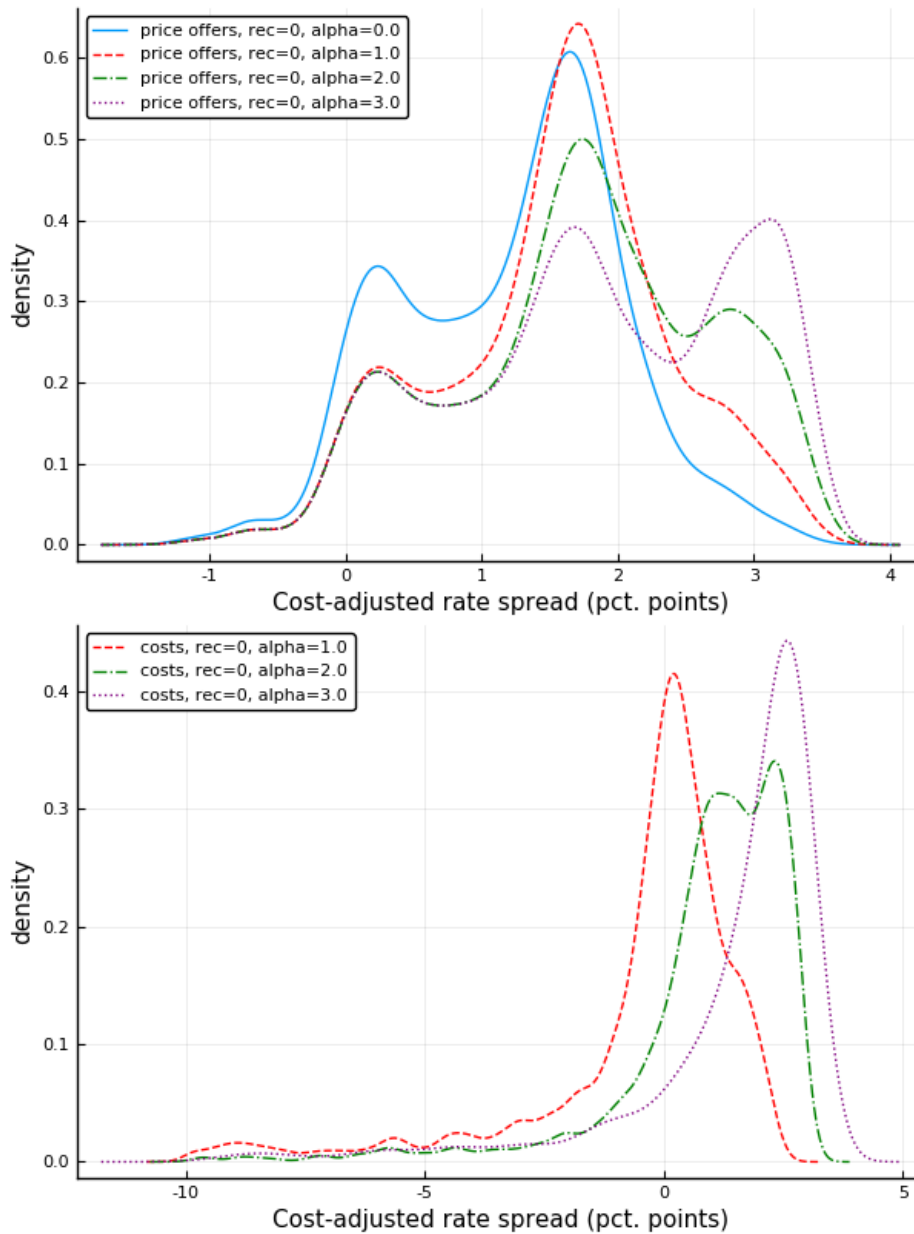 price offers, rec=0, alpha=0.0
price offers, rec=0, alpha=1.0
price offers, rec=0, alpha=2.0
price offers, rec=0, alpha=3.0
0.6
0.5
0.4
0.3
0.2
0.1
0.0
density
-1
0
1
2
3
4
Cost-adjusted rate spread (pct. points)
costs, rec=0, alpha=1.0
costs, rec=0, alpha=2.0
costs, rec=0, alpha=3.0
0.4
0.3
0.2
0.1
0.0
density
-10
-5
0
5
Cost-adjusted rate spread (pct. points)